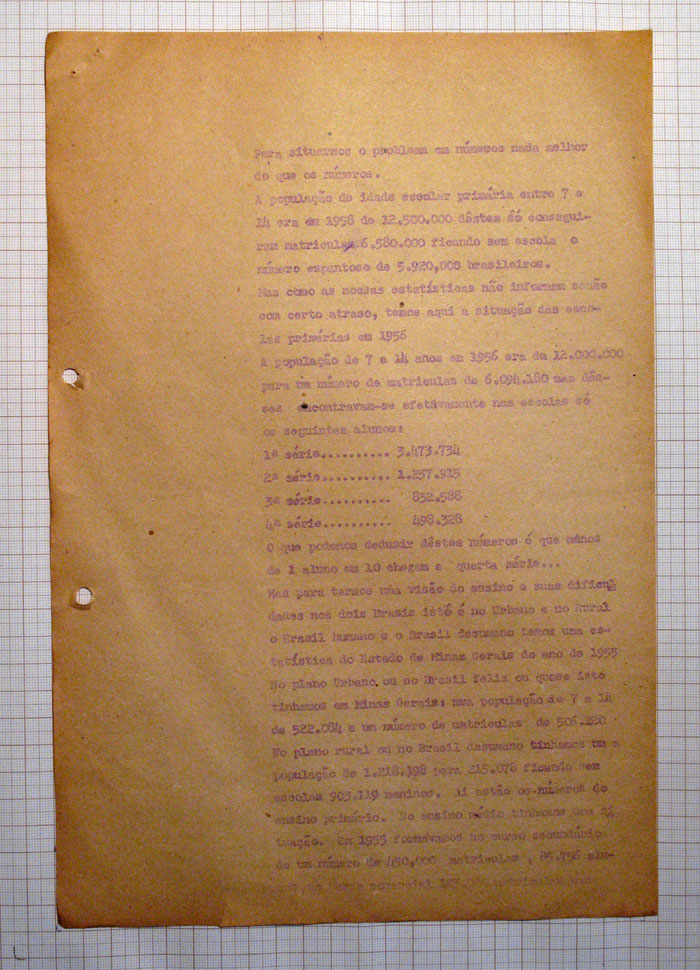 Para situarmos o problema em números nada melhor
do que os números.
A população de idade escolar primária entre 7 e
14 era em 1958 de 12.500.000 dêstes só consegui-
ram matriculas 6.580.000 ficando sem escola o
número espantoso de 5.920,000 brasileiros.
Mas como as nossas estatísticas não informam senão
com certo atraso, temos aqui a situação das esco-
las primárias em 1956
A população de 7 a 14 anos em 1956 era da 12.000.000
para um número de matriculas de 6.094.180 mas dês-
ses encontravam-se efetivamente nas escolas só
os seguintes alunos:
1ª série.......... 3.473.734
2ª série.......... 1.257.915
3ª série.......... 832.588
4ª série.......... 498.328
O que podemos deduzir dêstes números é que menos
de 1 aluno em 10 chegam a quarta série...
Mas para termos uma visão do ensino e suas dificul
dades nos dois Brasis istó é no Urbano e no Rural
o Brasil humano e o Brasil desumano temos uma es-
tatística do Estado de Minas Gerais do ano de 1955
No plano Urbano ou no Brasil feliz ou quase isto
tinhamos em Minas Gerais: uma população de 7 a 14
de 522.084 a um número de matriculas de 506.220
No plano rural ou no Brasil desumano tinhamos um a
população de 1.218.198 para 215.078 ficando sem
escolas 903.119 meninos. Ai estão os números do
ensino primário. No ensino médio tinhamos uma si
tuação. Em 1955 formávamos no curso secundário
de um número de 450,000 matriculas, 85.756 alu-
curso comercial matriculas